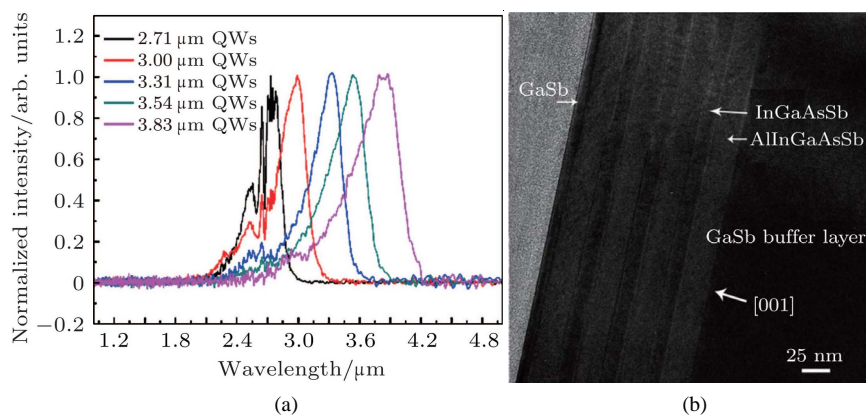 (a)
1.2
1.0
0.8
0.6
0.4
0.2
0
−0.2
Normalized intensity/arb. units
2.71 μm QWs
3.00 μm QWs
3.31 μm QWs
3.54 μm QWs
3.83 μm QWs
1.2 1.8 2.4 3.0 3.6 4.2 4.8
Wavelength/μm
(a)
(b)
GaSb
InGaAsSb
AlInGaAsSb
GaSb buffer layer
[001]
25 nm
(b)